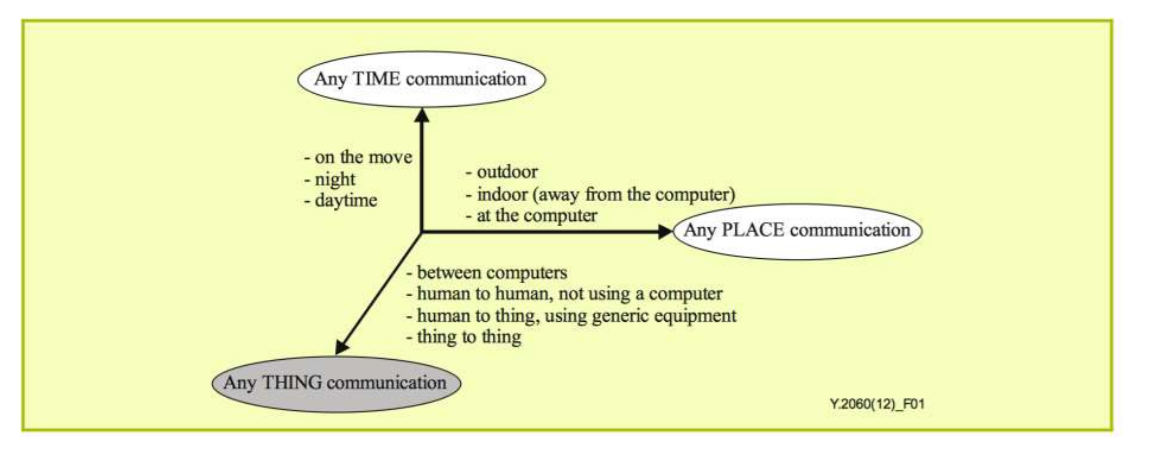 Any TIME communication
- on the move
- night
- daytime
- outdoor
- indoor (away from the computer)
- at the computer
Any PLACE communication
- between computers
- human to human, not using a computer
- human to thing, using generic equipment
- thing to thing
Any THING communication
Y.2060(12)_F01